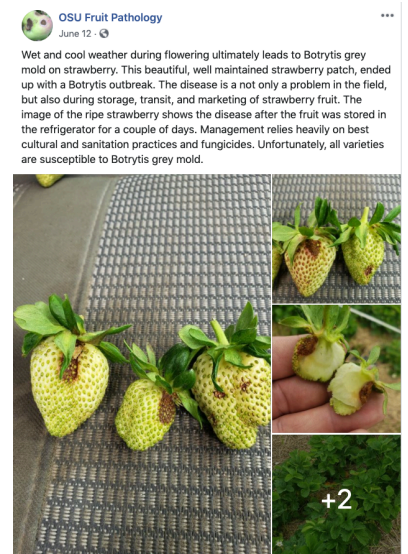 OSU Fruit Pathology
June 12 ·
Wet and cool weather during flowering ultimately leads to Botrytis grey
mold on strawberry. This beautiful, well maintained strawberry patch, ended
up with a Botrytis outbreak. The disease is a not only a problem in the field,
but also during storage, transit, and marketing of strawberry fruit. The
image of the ripe strawberry shows the disease after the fruit was stored in
the refrigerator for a couple of days. Management relies heavily on best
cultural and sanitation practices and fungicides. Unfortunately, all varieties
are susceptible to Botrytis grey mold.
+2